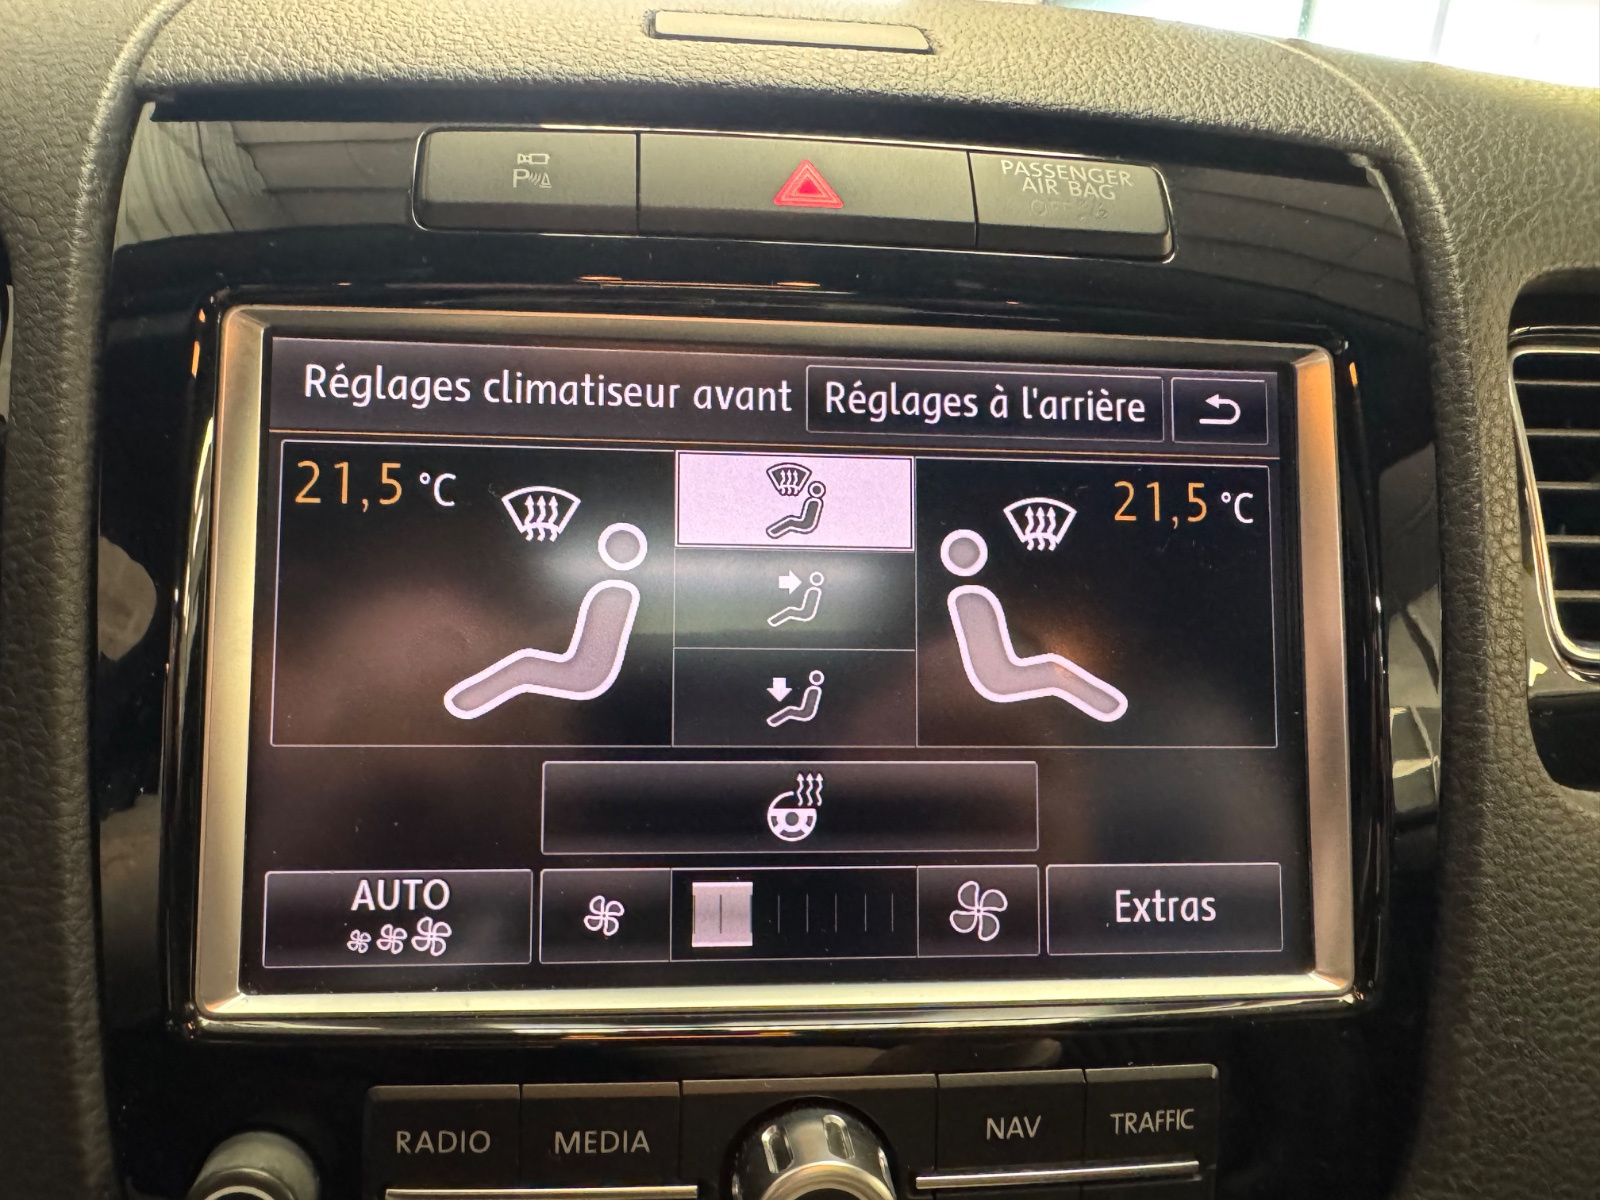 P
PASSENGER
AIR BAG
Réglages climatiseur avant
Réglages à l'arrière
21,5 °C
21,5 °C
AUTO
Extras
RADIO
MEDIA
NAV
TRAFFIC